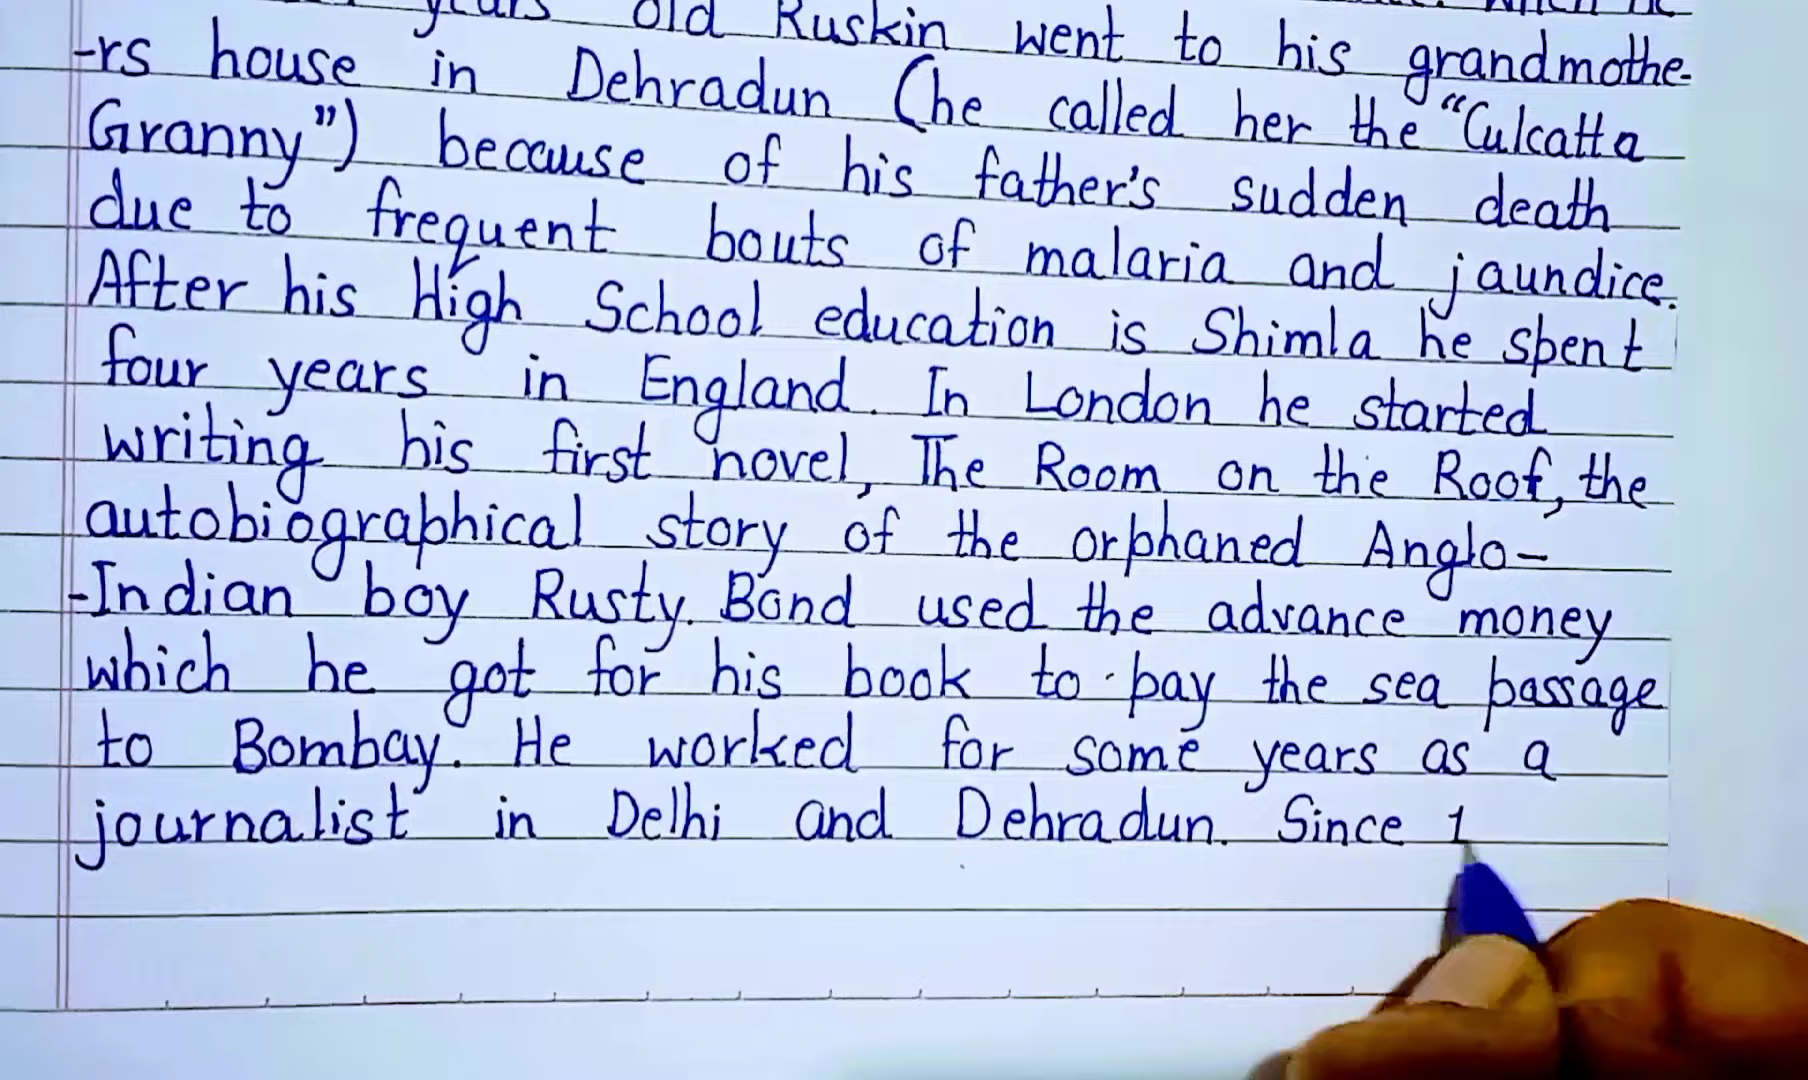 years old Ruskin went to his grandmothe-
-rs house in Dehradun (he called her the "Culcatta
Granny") because of his father's sudden death
due to frequent bouts of malaria and jaundice.
After his High School education is Shimla he spent
four years in England. In London he started
writing his first novel, The Room on the Roof, the
autobiographical story of the orphaned Anglo-
-Indian boy Rusty. Bond used the advance money
which he got for his book to pay the sea passage
to Bombay. He worked for some years as a
journalist in Delhi and Dehradun. Since 1